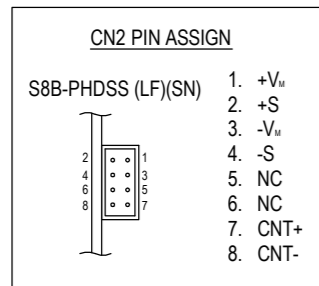 CN2 PIN ASSIGN
S8B-PHDSS (LF)(SN)
1. +VM
2. +S
3. -VM
4. -S
5. NC
6. NC
7. CNT+
8. CNT-
2 1
4 3
6 5
8 7